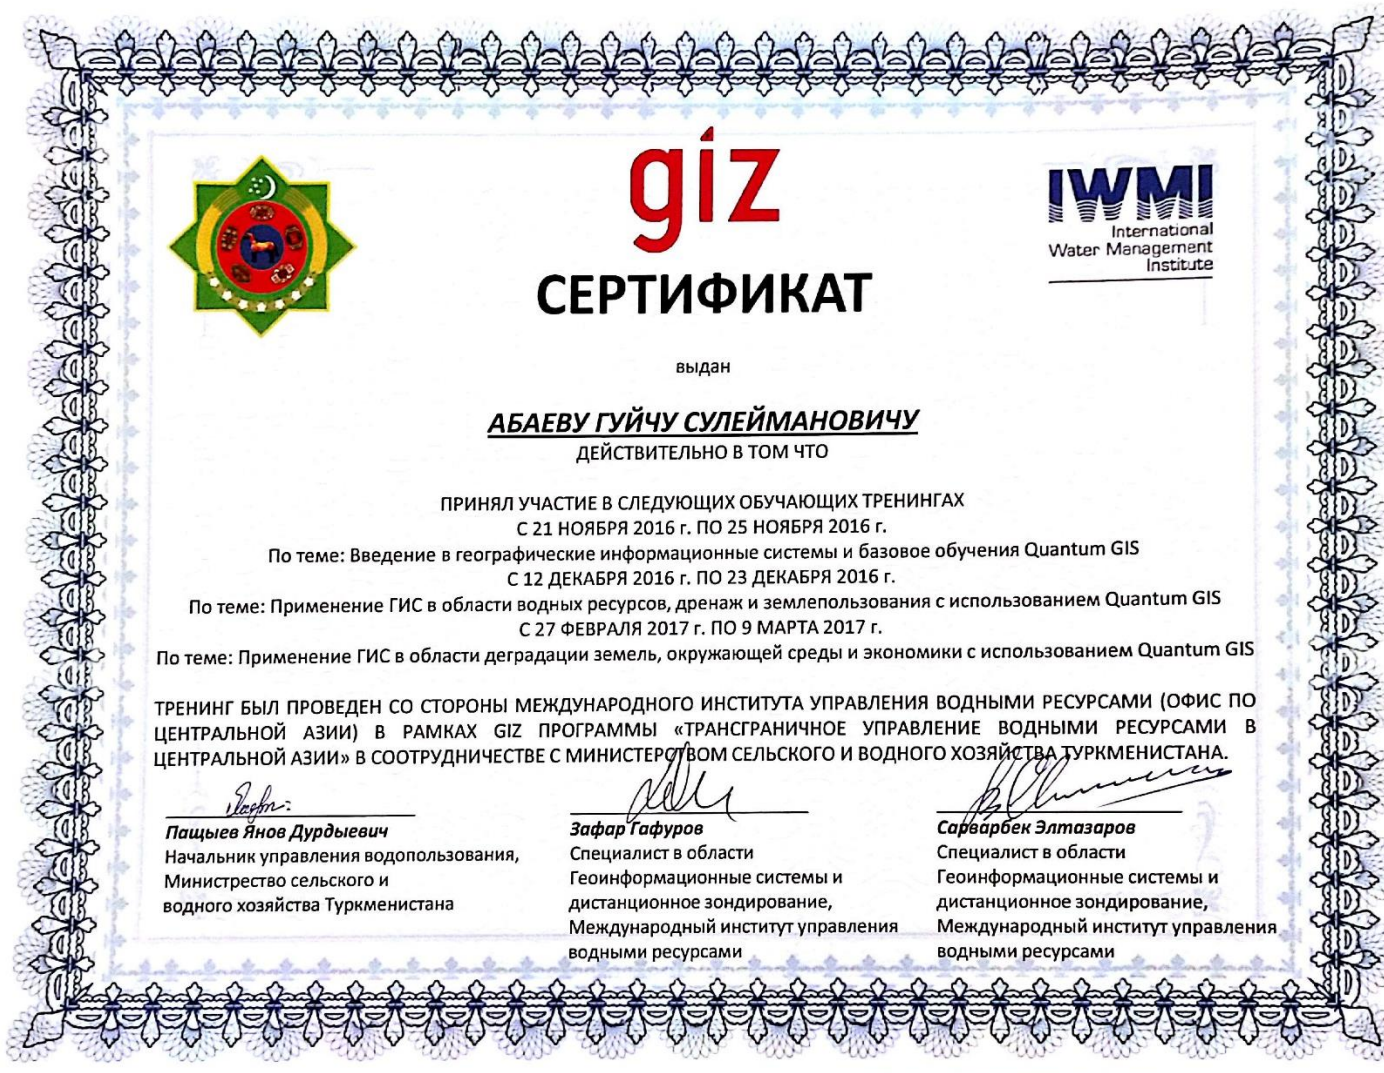 giz
IWMI
International
Water Management
Institute
СЕРТИФИКАТ
выдан
АБАЕВУ ГУЙЧУ СУЛЕЙМАНОВИЧУ
ДЕЙСТВИТЕЛЬНО В ТОМ ЧТО
ПРИНЯЛ УЧАСТИЕ В СЛЕДУЮЩИХ ОБУЧАЮЩИХ ТРЕНИНГАХ
С 21 НОЯБРЯ 2016 г. ПО 25 НОЯБРЯ 2016 г.
По теме: Введение в географические информационные системы и базовое обучения Quantum GIS
С 12 ДЕКАБРЯ 2016 г. ПО 23 ДЕКАБРЯ 2016 г.
По теме: Применение ГИС в области водных ресурсов, дренаж и землепользования с использованием Quantum GIS
С 27 ФЕВРАЛЯ 2017 г. ПО 9 МАРТА 2017 г.
По теме: Применение ГИС в области деградации земель, окружающей среды и экономики с использованием Quantum GIS
ТРЕНИНГ БЫЛ ПРОВЕДЕН СО СТОРОНЫ МЕЖДУНАРОДНОГО ИНСТИТУТА УПРАВЛЕНИЯ ВОДНЫМИ РЕСУРСАМИ (ОФИС ПО
ЦЕНТРАЛЬНОЙ АЗИИ) В РАМКАХ GIZ ПРОГРАММЫ «ТРАНСГРАНИЧНОЕ УПРАВЛЕНИЕ ВОДНЫМИ РЕСУРСАМИ В
ЦЕНТРАЛЬНОЙ АЗИИ» В СООТРУДНИЧЕСТВЕ С МИНИСТЕРСТВОМ СЕЛЬСКОГО И ВОДНОГО ХОЗЯЙСТВА ТУРКМЕНИСТАНА.
Пащыев Янов Дурдыевич
Начальник управления водопользования,
Министрество сельского и
водного хозяйства Туркменистана
Зафар Гафуров
Специалист в области
Геоинформационные системы и
дистанционное зондирование,
Международный институт управления
водными ресурсами
Сарварбек Элтазаров
Специалист в области
Геоинформационные системы и
дистанционное зондирование,
Международный институт управления
водными ресурсами